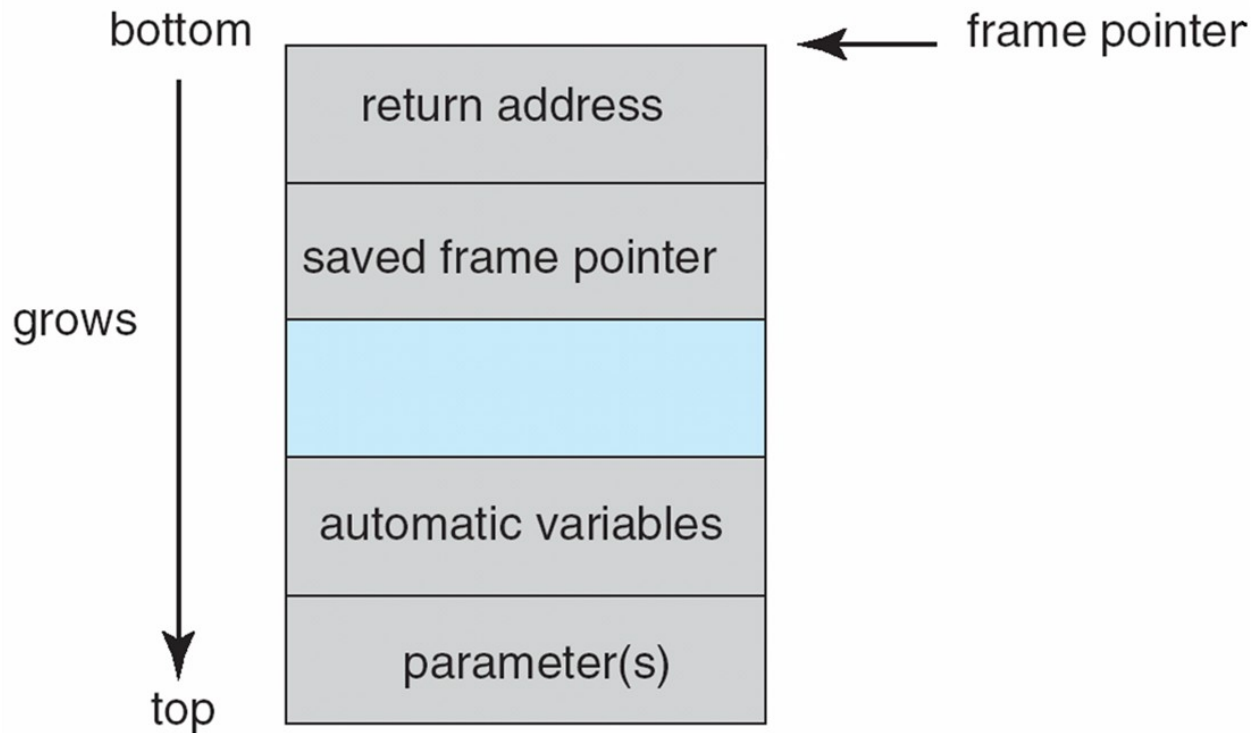 bottom
frame pointer
return address
saved frame pointer
grows
automatic variables
parameter(s)
top